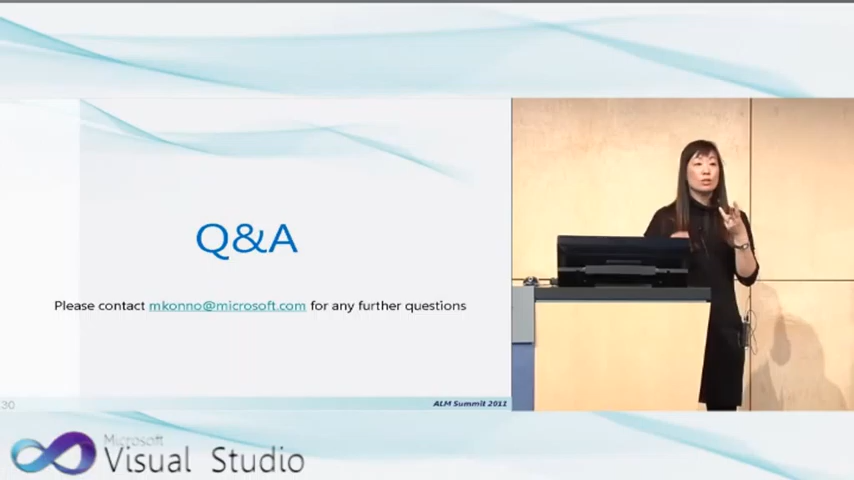 Q&A
Please contact mkonno@microsoft.com for any further questions
30
ALM Summit 2011
Microsoft
Visual Studio